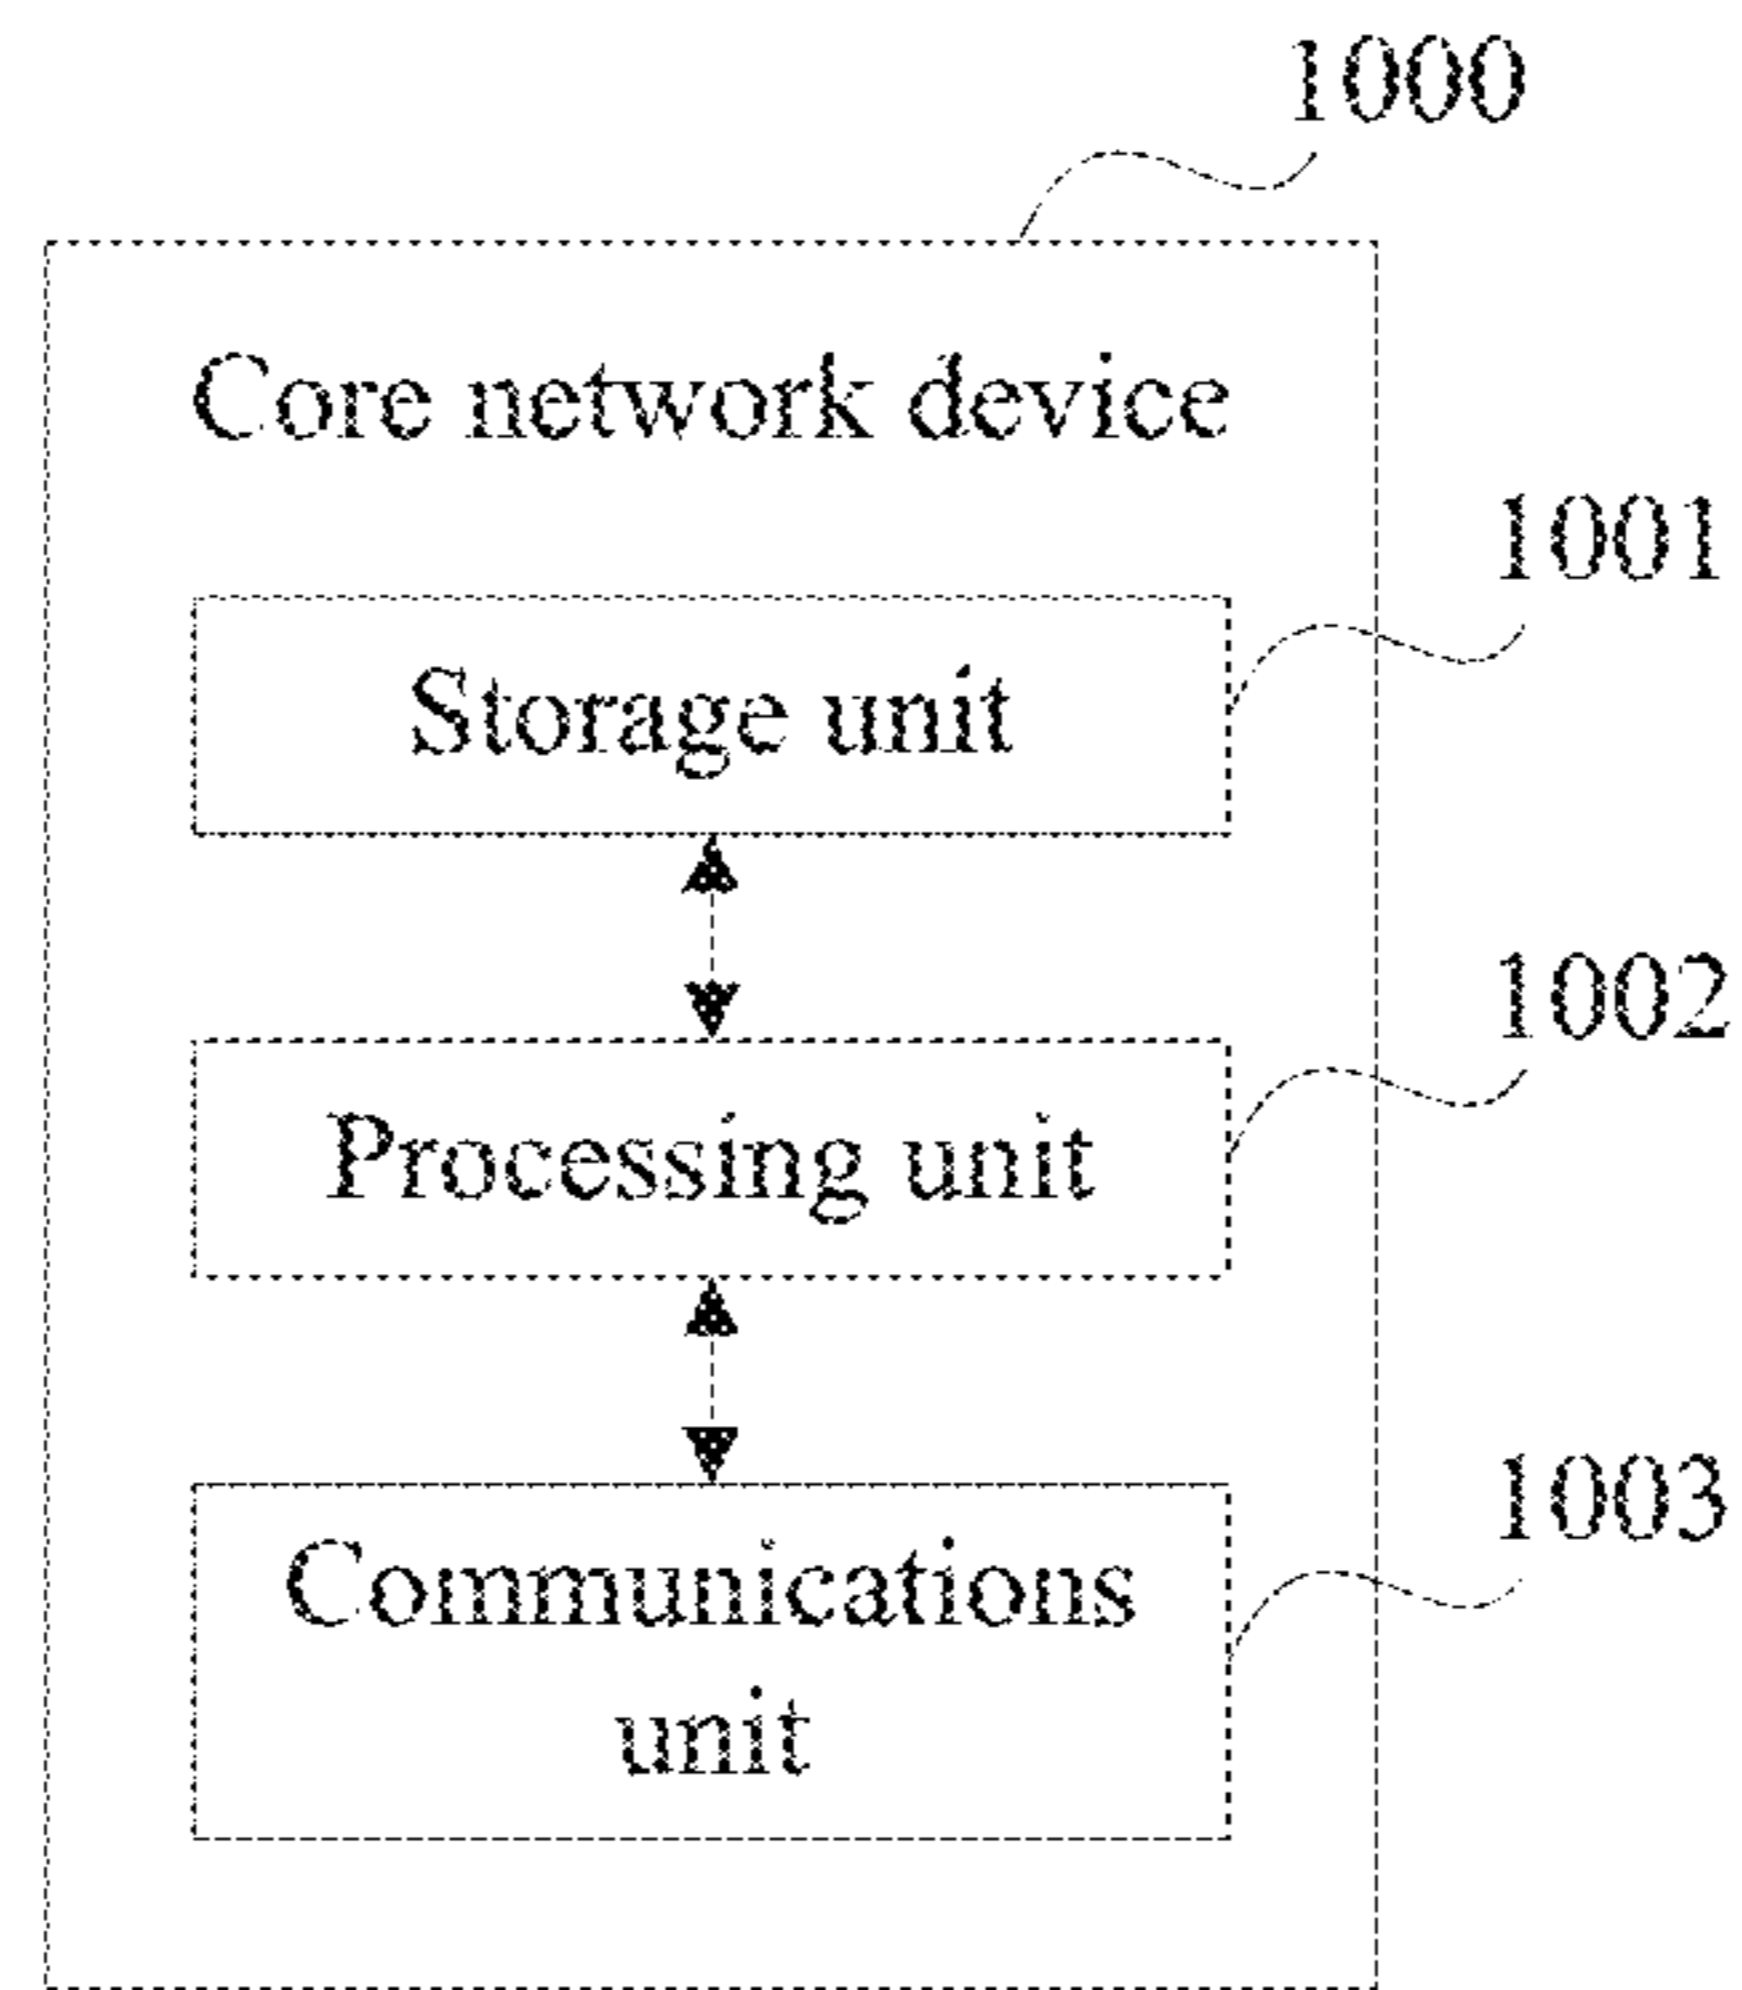 1000
Core network device
1001
Storage unit
1002
Processing unit
1003
Communications
unit